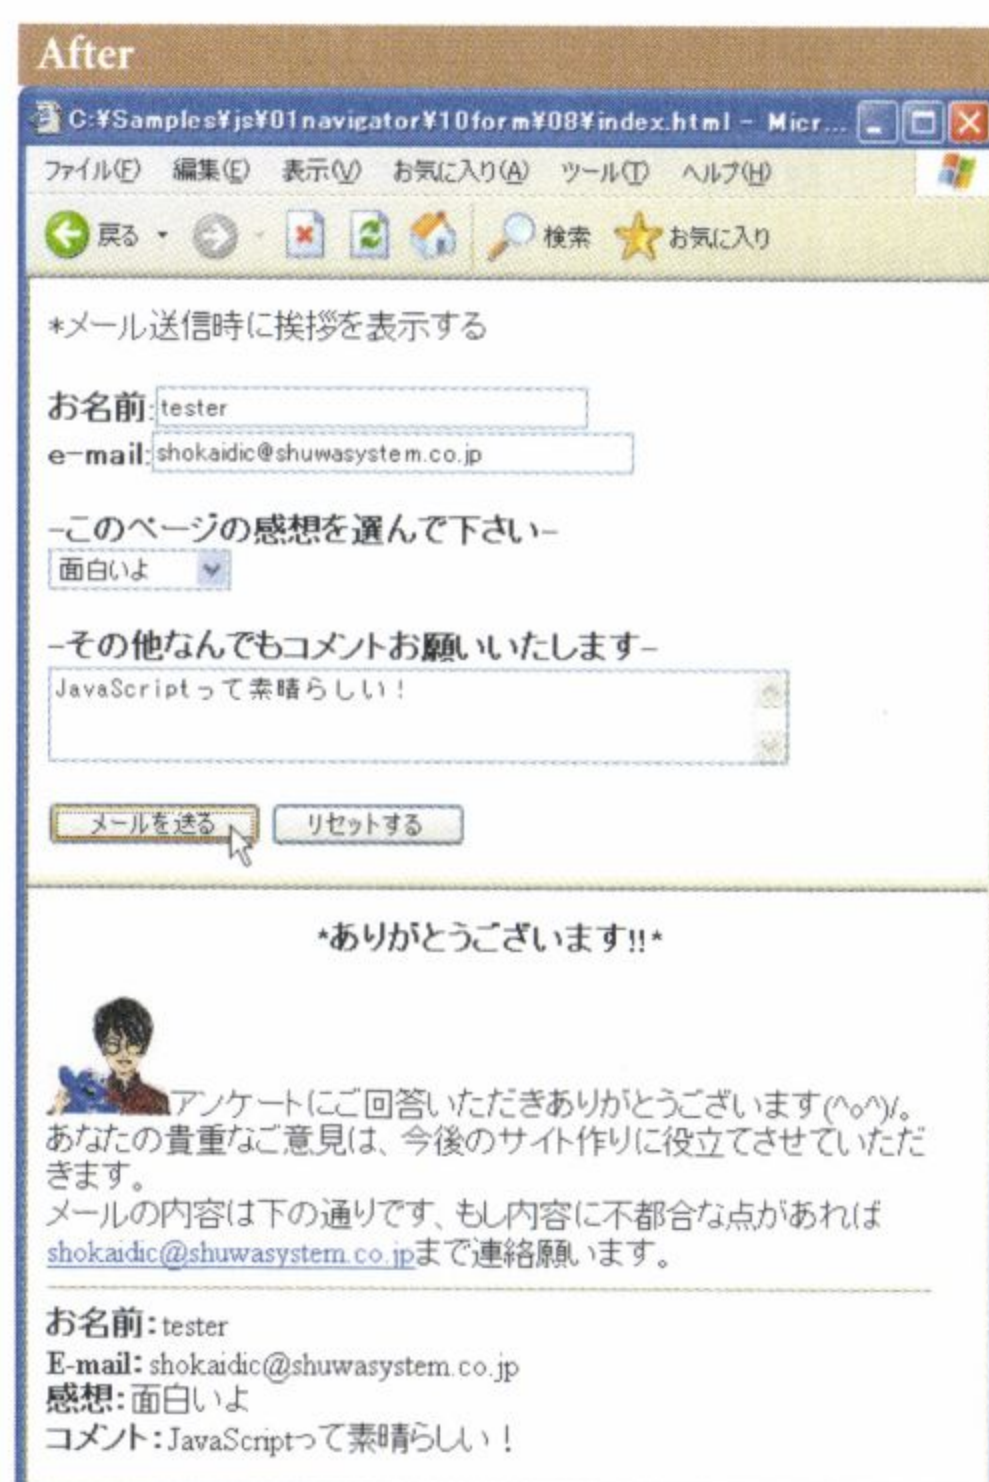 After
C:¥Samples¥js¥01navigator¥10form¥08¥index.html - Micr...
ファイル(F) 編集(E) 表示(V) お気に入り(A) ツール(T) ヘルプ(H)
戻る 検索 お気に入り
*メール送信時に挨拶を表示する
お名前:tester
e-mail:shokaidic@shuwasystem.co.jp
-このページの感想を選んで下さい-
面白いよ
-その他なんでもコメントお願いいたします-
JavaScriptって素晴らしい！
メールを送る リセットする
*ありがとうございます!!*
アンケートにご回答いただきありがとうございます(^o^)/。
あなたの貴重なご意見は、今後のサイト作りに役立てさせていただ
きます。
メールの内容は下の通りです、もし内容に不都合な点があれば
shokaidic@shuwasystem.co.jpまで連絡願います。
お名前:tester
E-mail: shokaidic@shuwasystem.co.jp
感想:面白いよ
コメント:JavaScriptって素晴らしい！